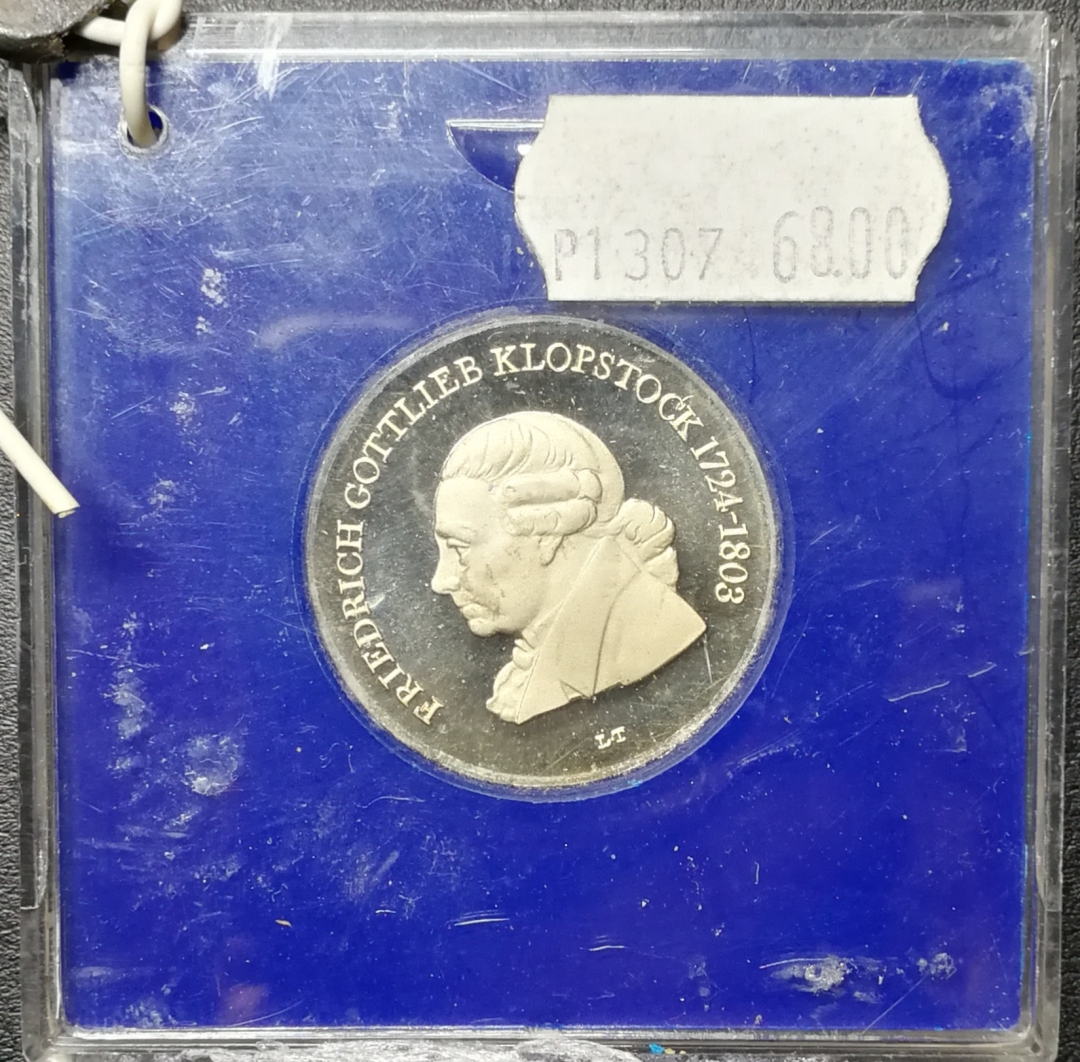 P1307 68.00
FRIEDRICH GOTTLIEB KLOPSTOCK 1724-1803
LT